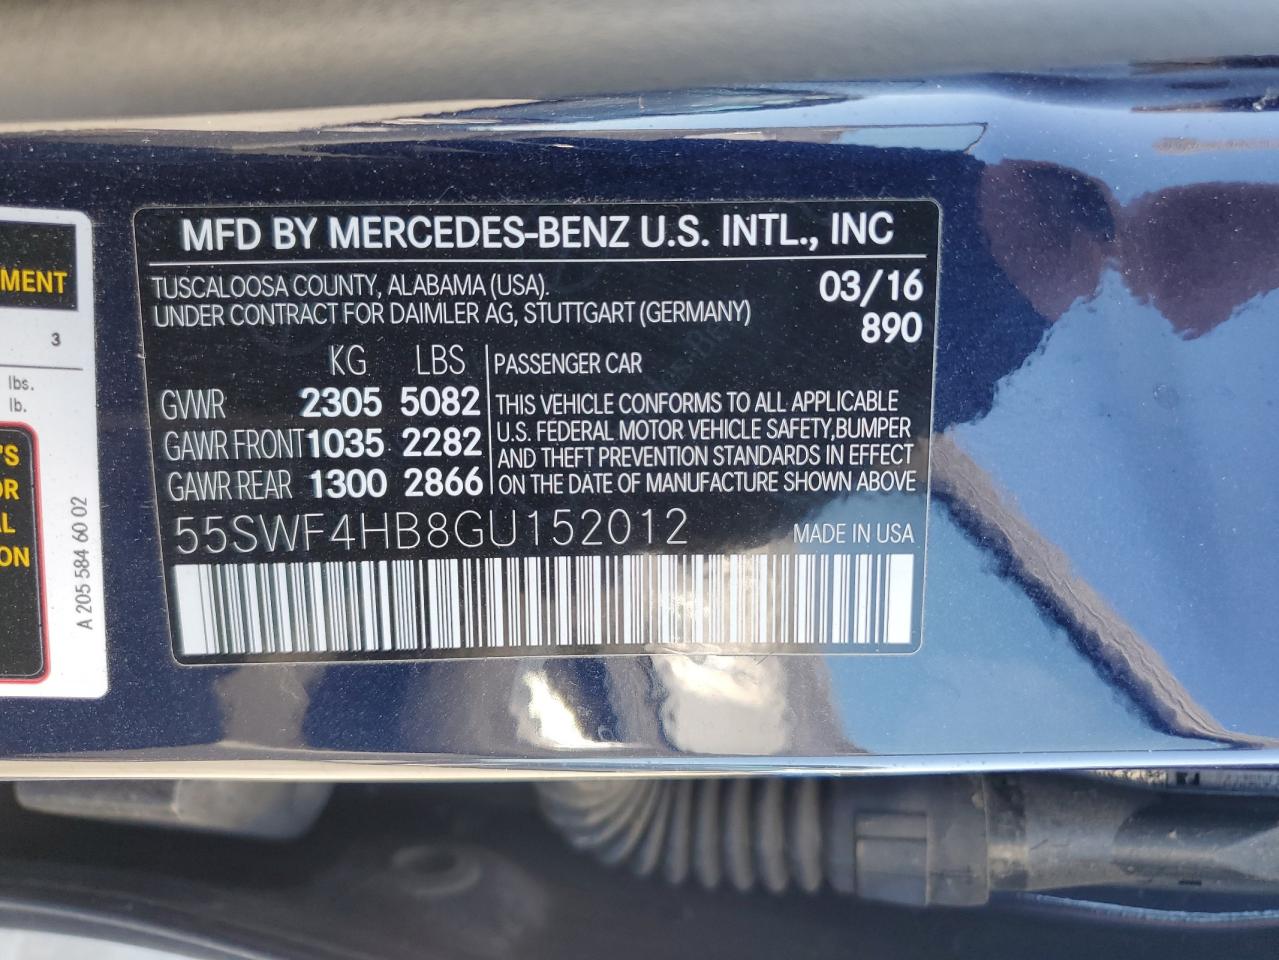 MFD BY MERCEDES-BENZ U.S. INTL., INC
TUSCALOOSA COUNTY, ALABAMA (USA).
UNDER CONTRACT FOR DAIMLER AG, STUTTGART (GERMANY)
03/16
890
KG LBS
GVWR 2305 5082
GAWR FRONT 1035 2282
GAWR REAR 1300 2866
PASSENGER CAR
THIS VEHICLE CONFORMS TO ALL APPLICABLE
U.S. FEDERAL MOTOR VEHICLE SAFETY, BUMPER
AND THEFT PREVENTION STANDARDS IN EFFECT
ON THE DATE OF MANUFACTURE SHOWN ABOVE
55SWF4HB8GU152012
MADE IN USA
MENT
3
lbs.
lb.
'S
OR
AL
ON
A 205 584 60 02